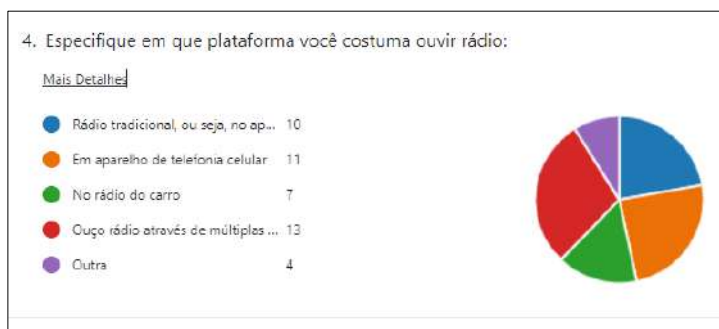 4. Especifique em que plataforma você costuma ouvir rádio:
Mais Detalhes
Rádio tradicional, ou seja, no ap... 10
Em aparelho de telefonia celular 11
No rádio do carro 7
Ouço rádio através de múltiplas ... 13
Outra 4